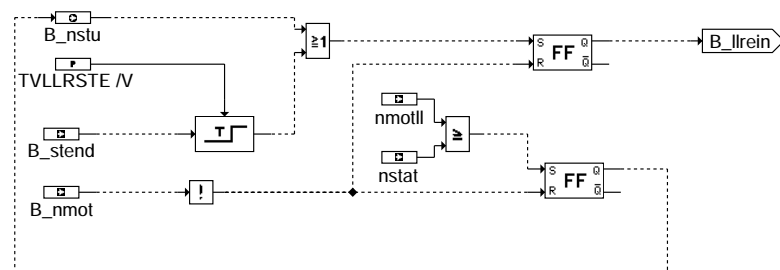 B_nstu
≥1
S
Q
FF
R
Q̅
B_llrein
P
TVLLRSTE /V
T
nmotll
B_stend
≥
nstat
S
Q
FF
R
Q̅
!
B_nmot